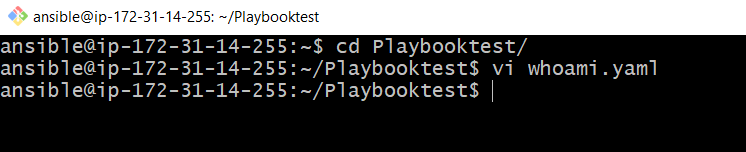 ansible@ip-172-31-14-255: ~/Playbooktest
ansible@ip-172-31-14-255:~$ cd Playbooktest/
ansible@ip-172-31-14-255:~/Playbooktest$ vi whoami.yaml
ansible@ip-172-31-14-255:~/Playbooktest$